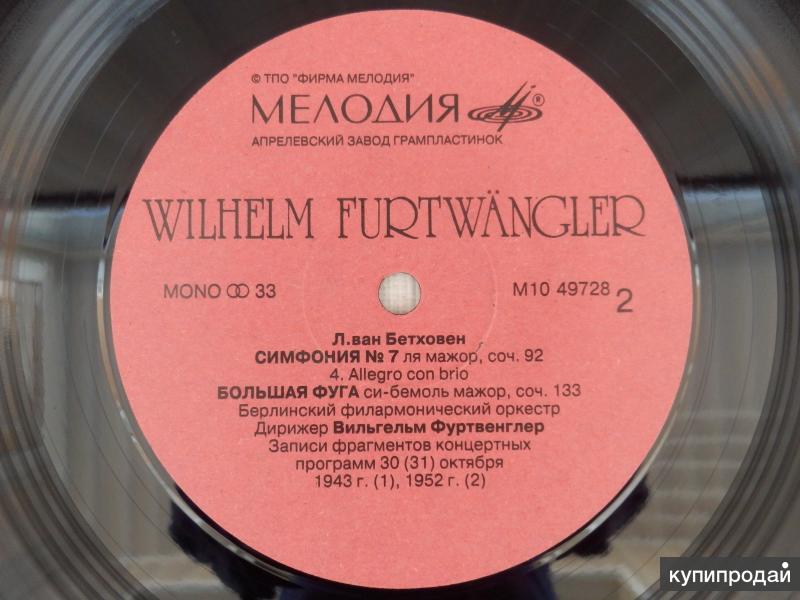 © ТПО "ФИРМА МЕЛОДИЯ"
МЕЛОДИЯ ®
АПРЕЛЕВСКИЙ ЗАВОД ГРАМПЛАСТИНОК
WILHELM FURTWÄNGLER
MONO 33
М10 49728 2
Л.ван Бетховен
СИМФОНИЯ № 7 ля мажор, соч. 92
4. Allegro con brio
БОЛЬШАЯ ФУГА си-бемоль мажор, соч. 133
Берлинский филармонический оркестр
Дирижер Вильгельм Фуртвенглер
Записи фрагментов концертных
программ 30 (31) октября
1943 г. (1), 1952 г. (2)
купипродай